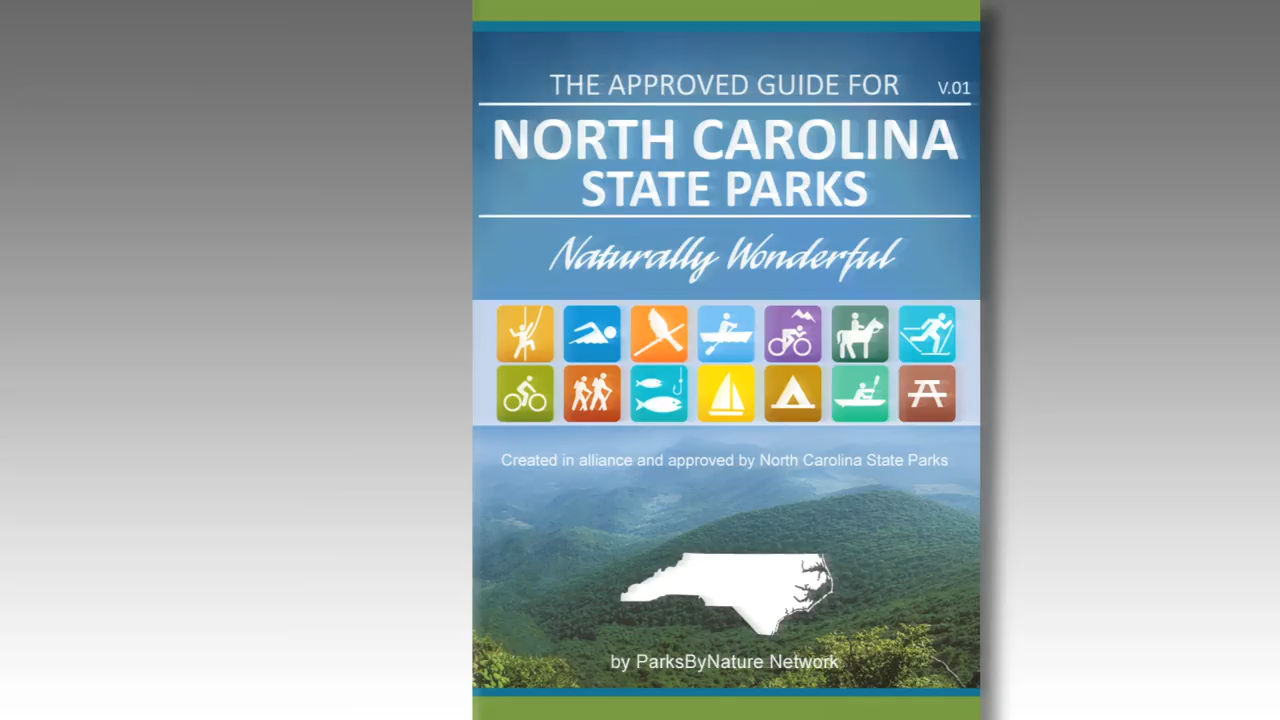 THE APPROVED GUIDE FOR
V.01
NORTH CAROLINA
STATE PARKS
Naturally Wonderful
Created in alliance and approved by North Carolina State Parks
by ParksByNature Network